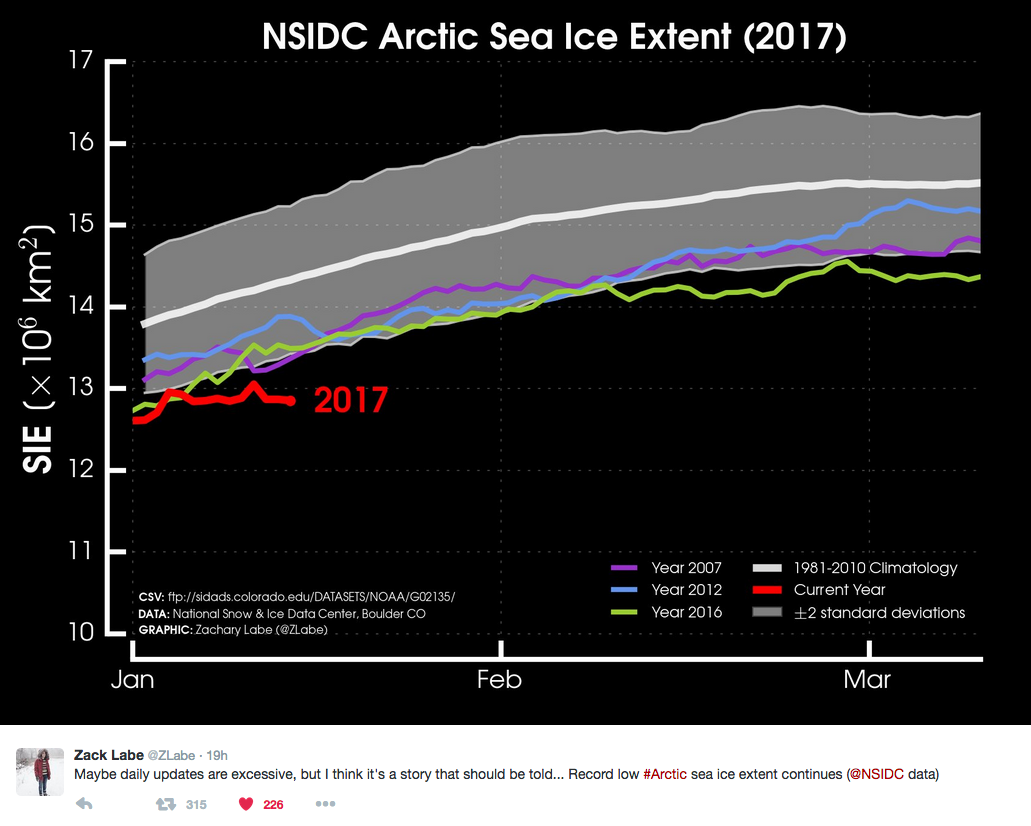 NSIDC Arctic Sea Ice Extent (2017)
17
16
15
14
13
12
11
10
SIE (× 10⁶ km²)
2017
Year 2007
Year 2012
Year 2016
1981-2010 Climatology
Current Year
±2 standard deviations
CSV: ftp://sidads.colorado.edu/DATASETS/NOAA/G02135/
DATA: National Snow & Ice Data Center, Boulder CO
GRAPHIC: Zachary Labe (@ZLabe)
Jan Feb Mar
Zack Labe @ZLabe · 19h
Maybe daily updates are excessive, but I think it's a story that should be told... Record low #Arctic sea ice extent continues (@NSIDC data)
315 226